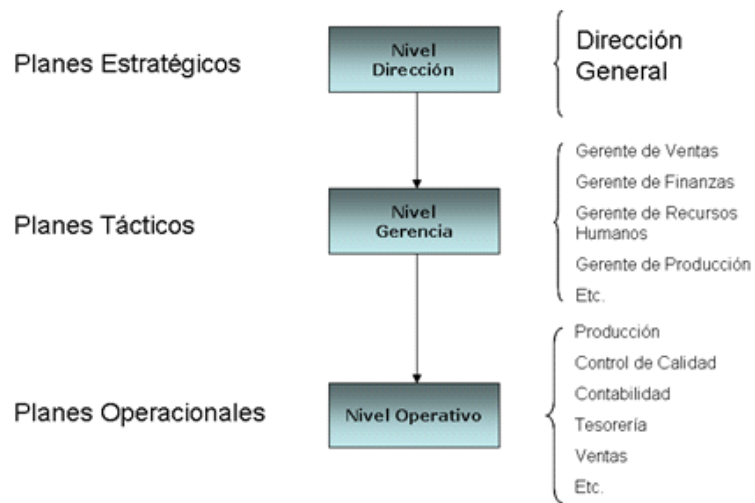 Planes Estratégicos
Nivel
Dirección
Dirección
General
Planes Tácticos
Nivel
Gerencia
Gerente de Ventas
Gerente de Finanzas
Gerente de Recursos
Humanos
Gerente de Producción
Etc.
Planes Operacionales
Nivel Operativo
Producción
Control de Calidad
Contabilidad
Tesorería
Ventas
Etc.